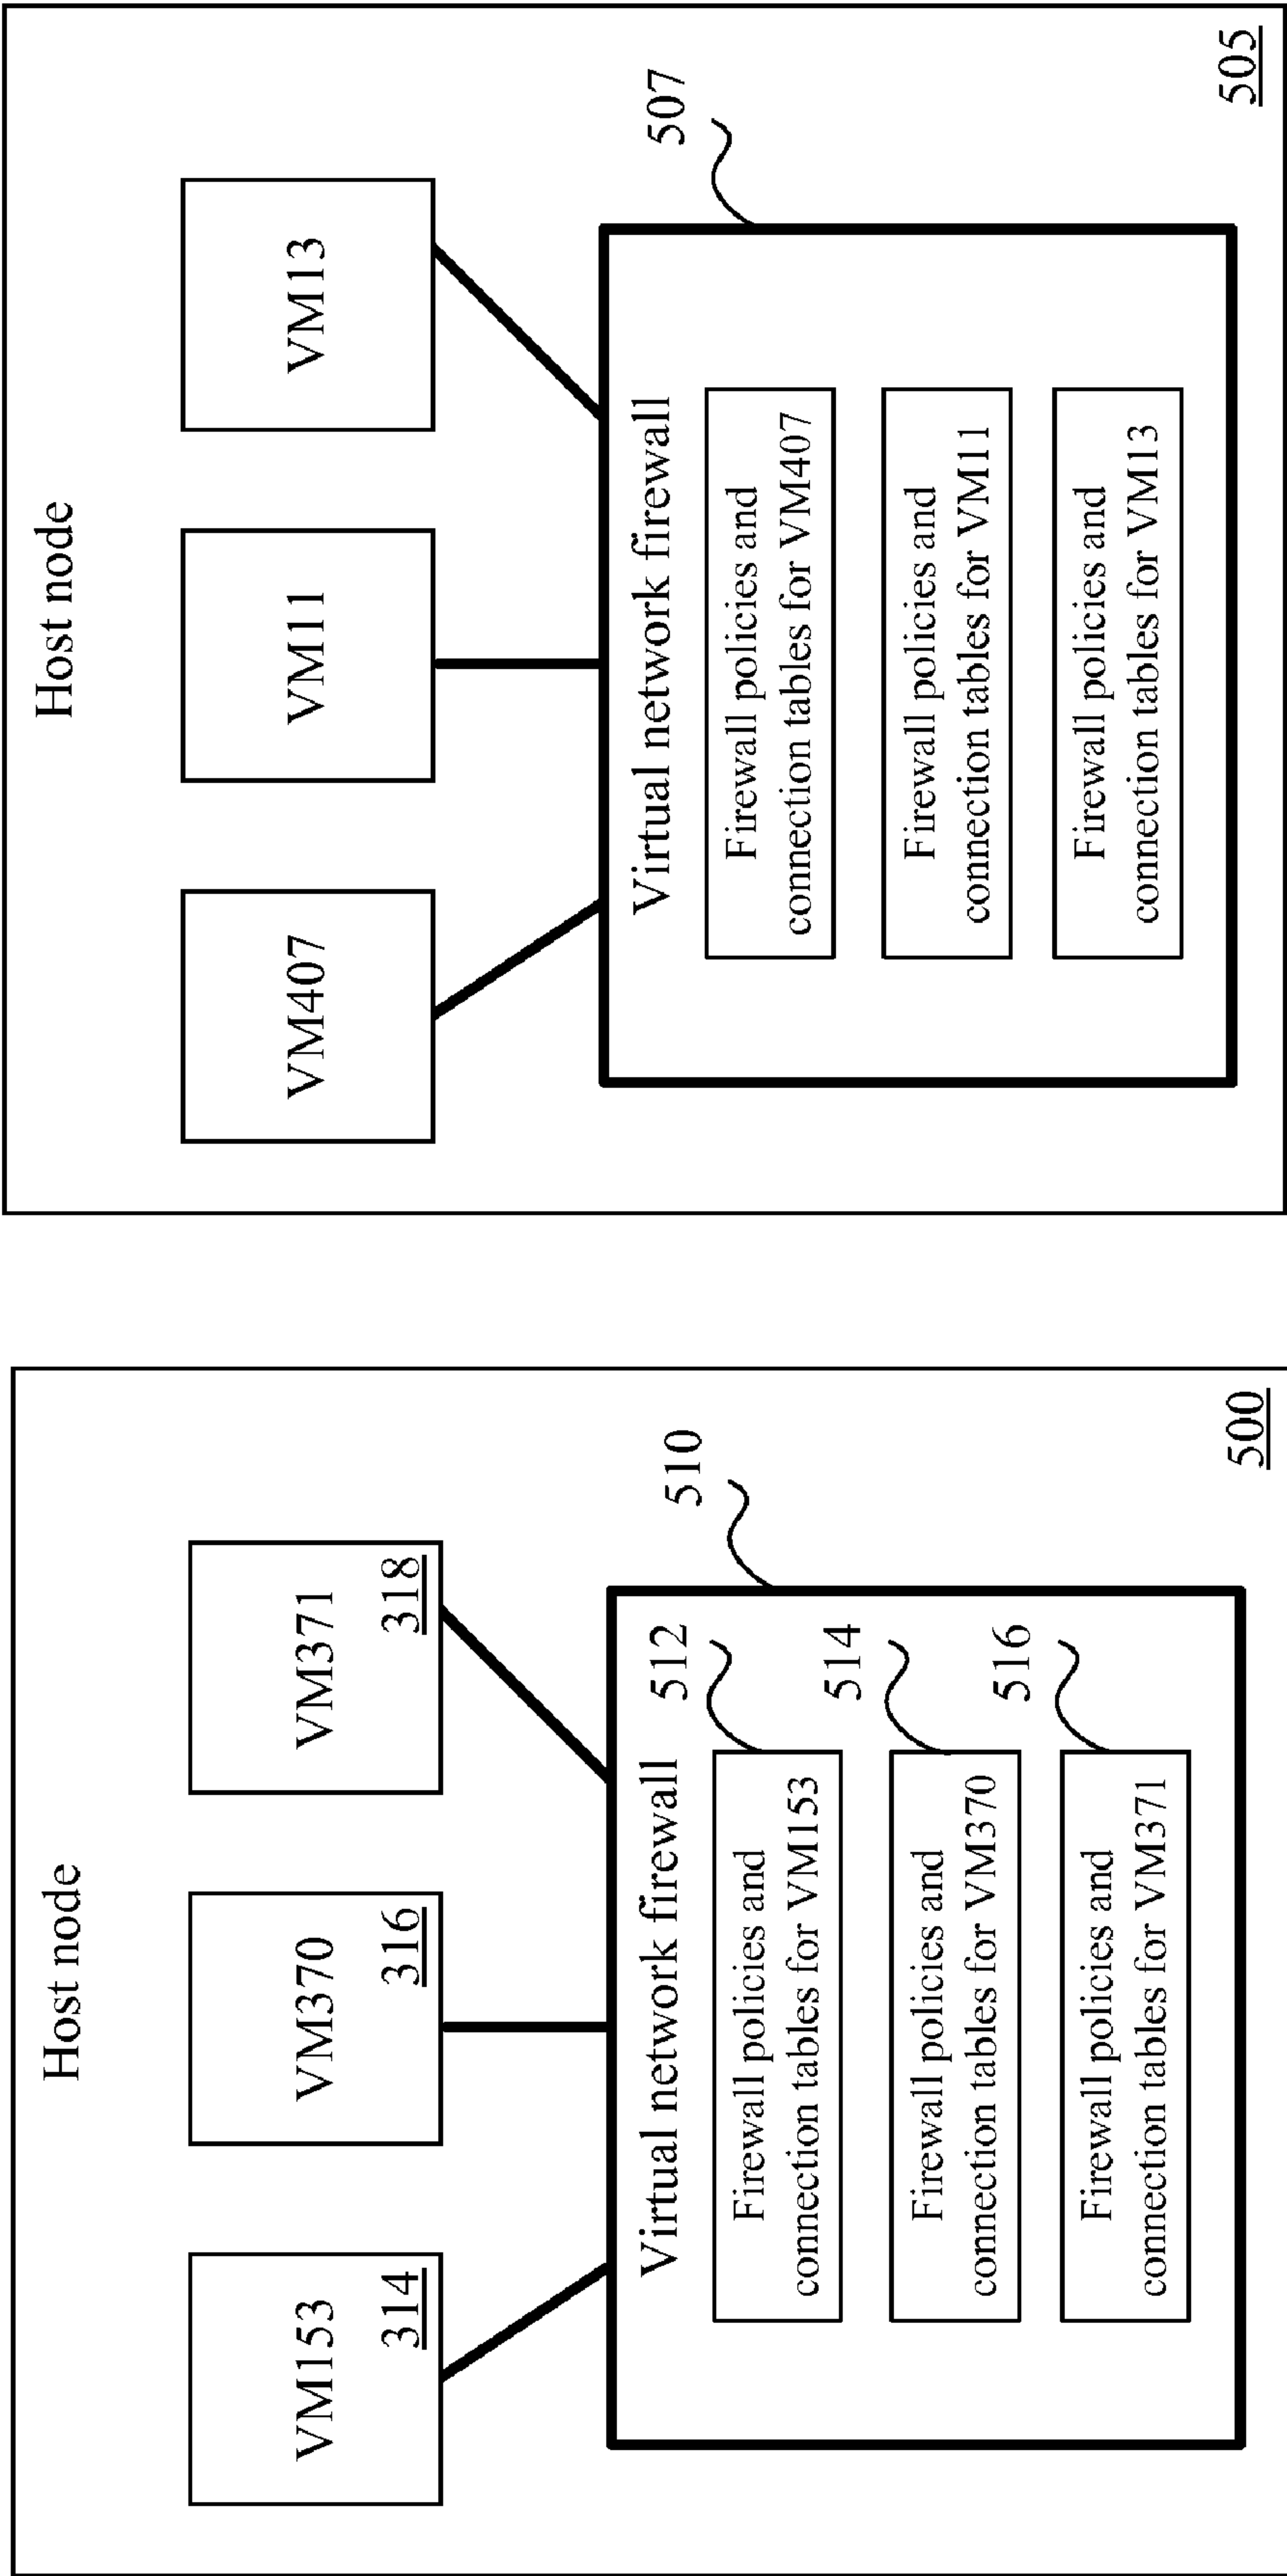 Host node
VM153
314
VM370
316
VM371
318
510
Virtual network firewall
512
Firewall policies and
connection tables for VM153
514
Firewall policies and
connection tables for VM370
516
Firewall policies and
connection tables for VM371
500
Host node
VM407
VM11
VM13
507
Virtual network firewall
Firewall policies and
connection tables for VM407
Firewall policies and
connection tables for VM11
Firewall policies and
connection tables for VM13
505